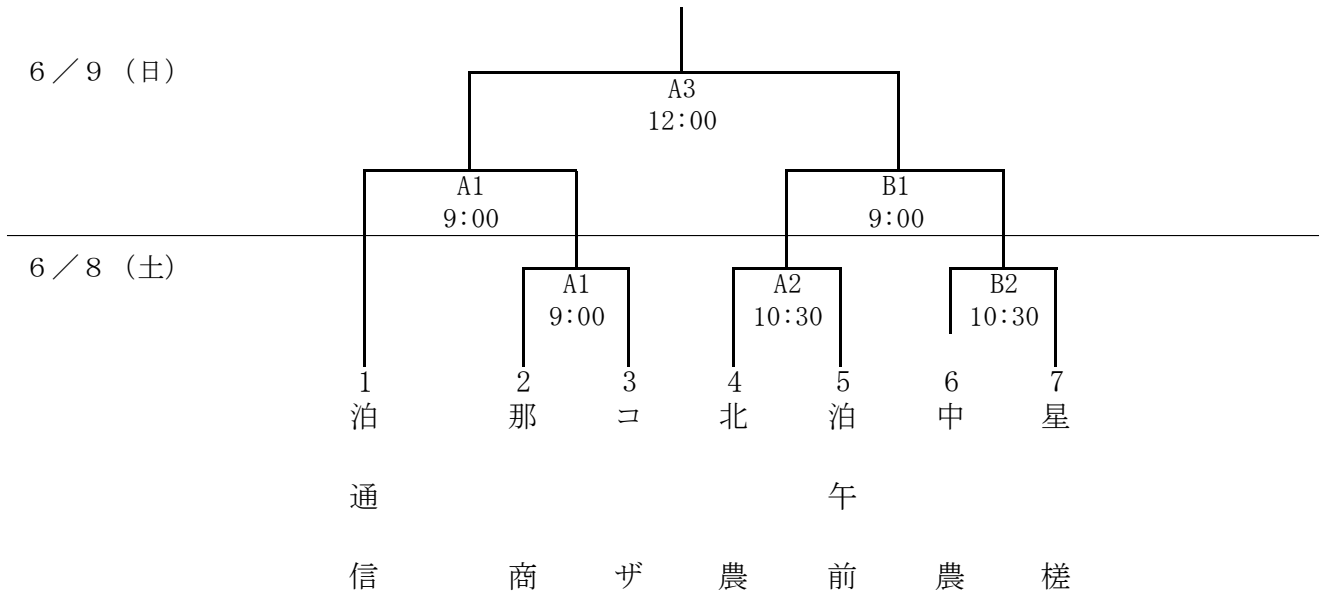 6／9（日）
A3
12:00
A1
9:00
B1
9:00
6／8（土）
A1
9:00
A2
10:30
B2
10:30
1
泊通信
2
那商
3
コザ
4
北農
5
泊午前
6
中農
7
星槎